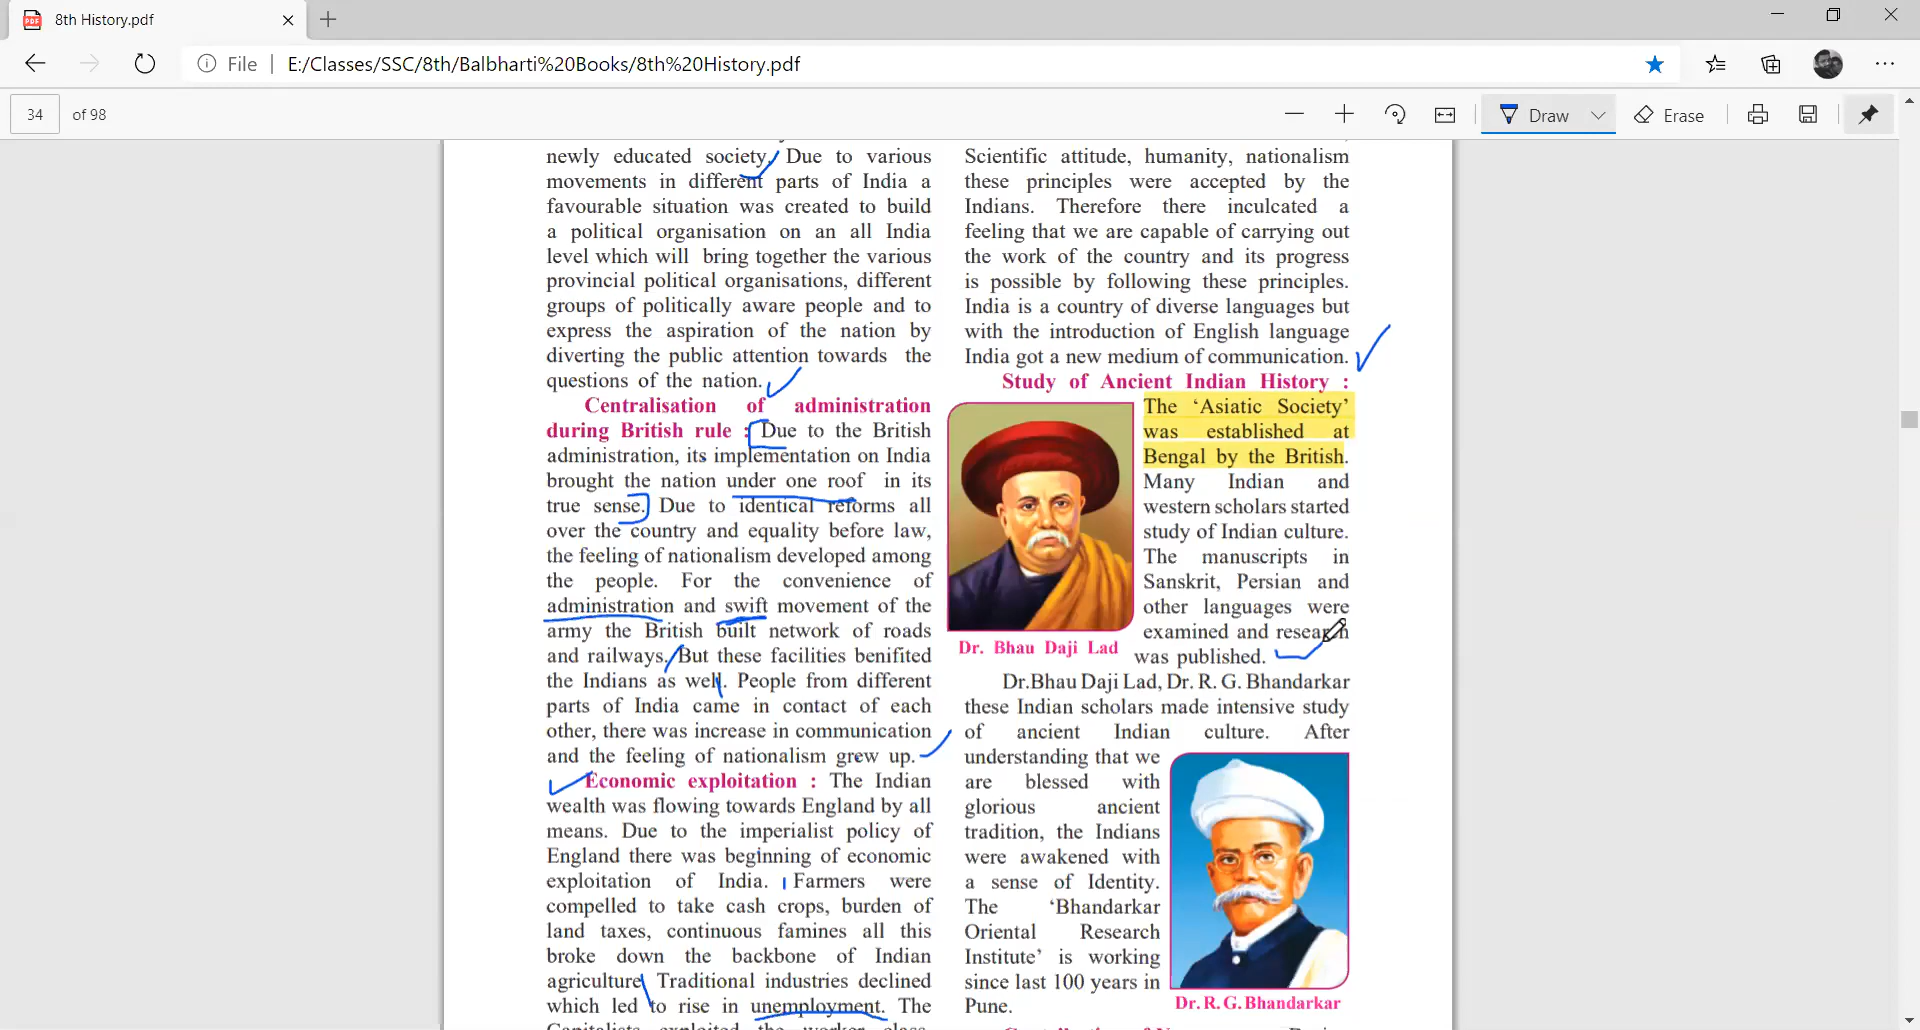 8th History.pdf
File
E:/Classes/SSC/8th/Balbharti%20Books/8th%20History.pdf
34 of 98
Draw
Erase
newly educated society. Due to various
movements in different parts of India a
favourable situation was created to build
a political organisation on an all India
level which will bring together the various
provincial political organisations, different
groups of politically aware people and to
express the aspiration of the nation by
diverting the public attention towards the
questions of the nation.
Centralisation of administration
during British rule : Due to the British
administration, its implementation on India
brought the nation under one roof in its
true sense. Due to identical reforms all
over the country and equality before law,
the feeling of nationalism developed among
the people. For the convenience of
administration and swift movement of the
army the British built network of roads
and railways. But these facilities benifited
the Indians as well. People from different
parts of India came in contact of each
other, there was increase in communication
and the feeling of nationalism grew up.
Economic exploitation : The Indian
wealth was flowing towards England by all
means. Due to the imperialist policy of
England there was beginning of economic
exploitation of India. Farmers were
compelled to take cash crops, burden of
land taxes, continuous famines all this
broke down the backbone of Indian
agriculture. Traditional industries declined
which led to rise in unemployment. The
Capitalists exploited the worker class.
Scientific attitude, humanity, nationalism
these principles were accepted by the
Indians. Therefore there inculcated a
feeling that we are capable of carrying out
the work of the country and its progress
is possible by following these principles.
India is a country of diverse languages but
with the introduction of English language
India got a new medium of communication.
Study of Ancient Indian History :
The ‘Asiatic Society’
was established at
Bengal by the British.
Many Indian and
western scholars started
study of Indian culture.
The manuscripts in
Sanskrit, Persian and
other languages were
examined and research
was published.
Dr. Bhau Daji Lad
Dr.Bhau Daji Lad, Dr. R. G. Bhandarkar
these Indian scholars made intensive study
of ancient Indian culture. After
understanding that we
are blessed with
glorious ancient
tradition, the Indians
were awakened with
a sense of Identity.
The ‘Bhandarkar
Oriental Research
Institute’ is working
since last 100 years in
Pune.
Dr. R. G. Bhandarkar